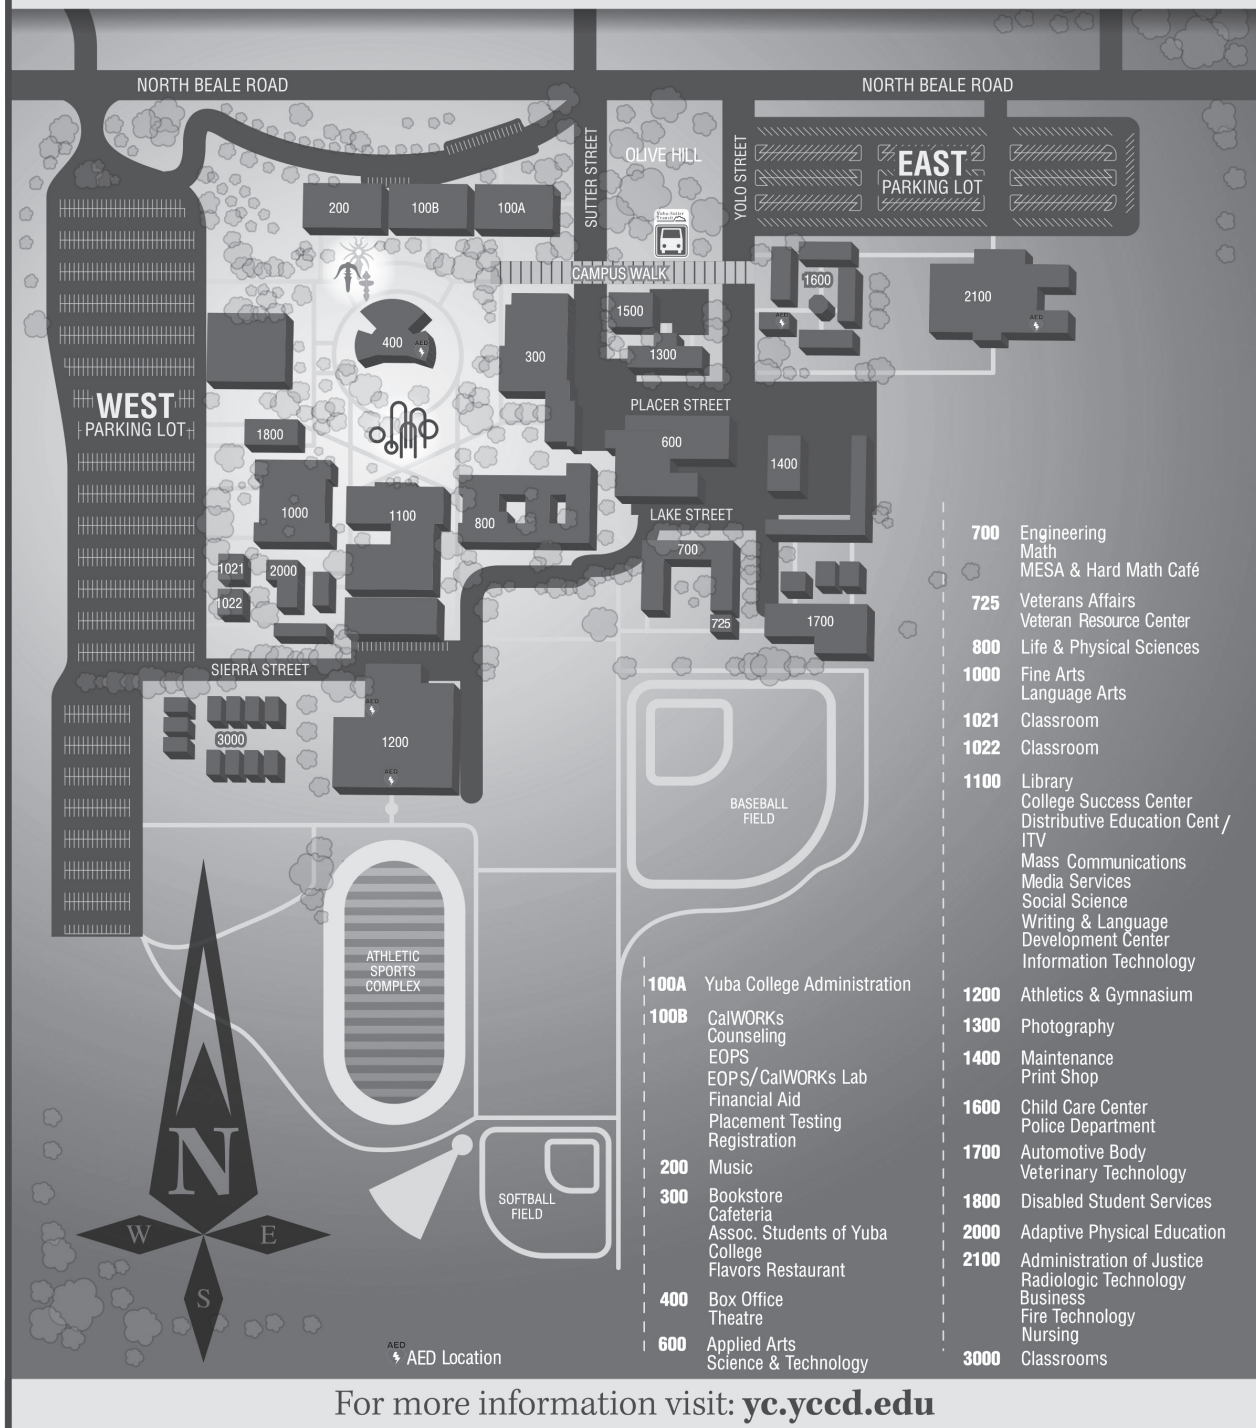 NORTH BEALE ROAD
NORTH BEALE ROAD
SUTTER STREET
OLIVE HILL
YOLO STREET
EAST
PARKING LOT
200
100B
100A
Yuba-Sutter
Transit
CAMPUS WALK
1600
2100
AED
AED
1500
400
AED
300
1300
WEST
PARKING LOT
PLACER STREET
1800
600
1400
1000
1100
800
LAKE STREET
700
1021
2000
1022
725
1700
SIERRA STREET
AED
3000
1200
AED
BASEBALL
FIELD
ATHLETIC
SPORTS
COMPLEX
SOFTBALL
FIELD
N
W
E
S
AED
AED Location
100A Yuba College Administration
100B CalWORKs
Counseling
EOPS
EOPS/CalWORKs Lab
Financial Aid
Placement Testing
Registration
200 Music
300 Bookstore
Cafeteria
Assoc. Students of Yuba
College
Flavors Restaurant
400 Box Office
Theatre
600 Applied Arts
Science & Technology
700 Engineering
Math
MESA & Hard Math Café
725 Veterans Affairs
Veteran Resource Center
800 Life & Physical Sciences
1000 Fine Arts
Language Arts
1021 Classroom
1022 Classroom
1100 Library
College Success Center
Distributive Education Cent/
ITV
Mass Communications
Media Services
Social Science
Writing & Language
Development Center
Information Technology
1200 Athletics & Gymnasium
1300 Photography
1400 Maintenance
Print Shop
1600 Child Care Center
Police Department
1700 Automotive Body
Veterinary Technology
1800 Disabled Student Services
2000 Adaptive Physical Education
2100 Administration of Justice
Radiologic Technology
Business
Fire Technology
Nursing
3000 Classrooms
For more information visit: yc.yccd.edu